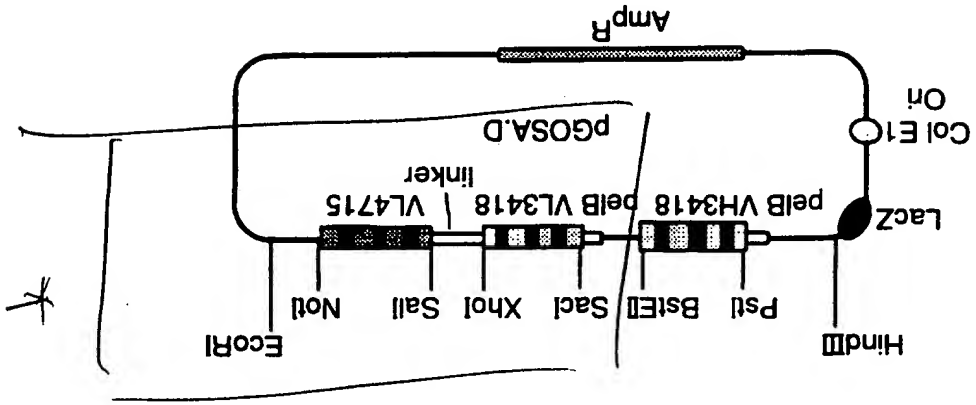 HindIII EcoRI
PstI BstEII SacI XhoI SalI NotI
LacZ
pelB VH3418 pelB VL3418 VL4715
linker
Col E1
Ori
pGOSA.D
AmpR